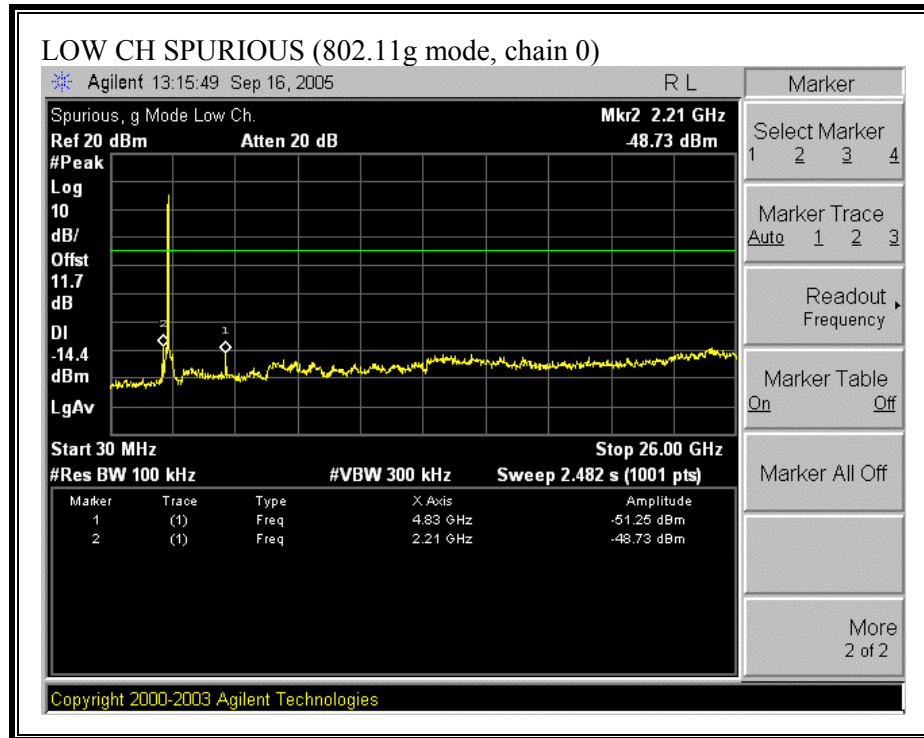 LOW CH SPURIOUS (802.11g mode, chain 0)
Agilent 13:15:49 Sep 16, 2005 R L
Marker
Spurious, g Mode Low Ch. Mkr2 2.21 GHz
Ref 20 dBm Atten 20 dB -48.73 dBm
#Peak
Log
10
dB/
Offst
11.7
dB
DI
-14.4
dBm
LgAv
2
1
Start 30 MHz Stop 26.00 GHz
#Res BW 100 kHz #VBW 300 kHz Sweep 2.482 s (1001 pts)
Marker Trace Type X Axis Amplitude
1 (1) Freq 4.83 GHz -51.25 dBm
2 (1) Freq 2.21 GHz -48.73 dBm
Select Marker
1 2 3 4
Marker Trace
Auto 1 2 3
Readout
Frequency
Marker Table
On Off
Marker All Off
More
2 of 2
Copyright 2000-2003 Agilent Technologies